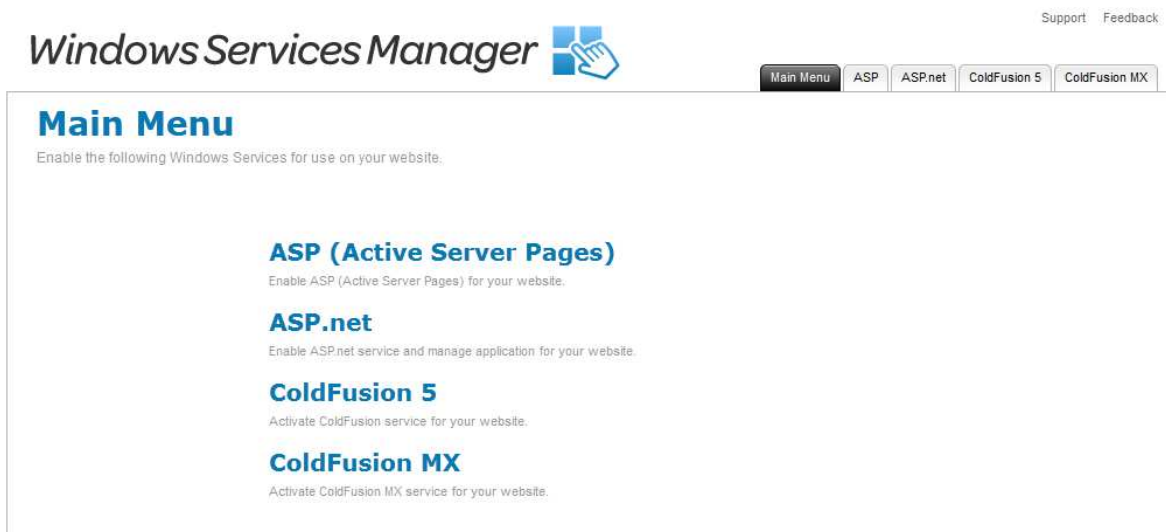 Support Feedback
Windows Services Manager
Main Menu ASP ASP.net ColdFusion 5 ColdFusion MX
Main Menu
Enable the following Windows Services for use on your website.
ASP (Active Server Pages)
Enable ASP (Active Server Pages) for your website.
ASP.net
Enable ASP.net service and manage application for your website.
ColdFusion 5
Activate ColdFusion service for your website.
ColdFusion MX
Activate ColdFusion MX service for your website.